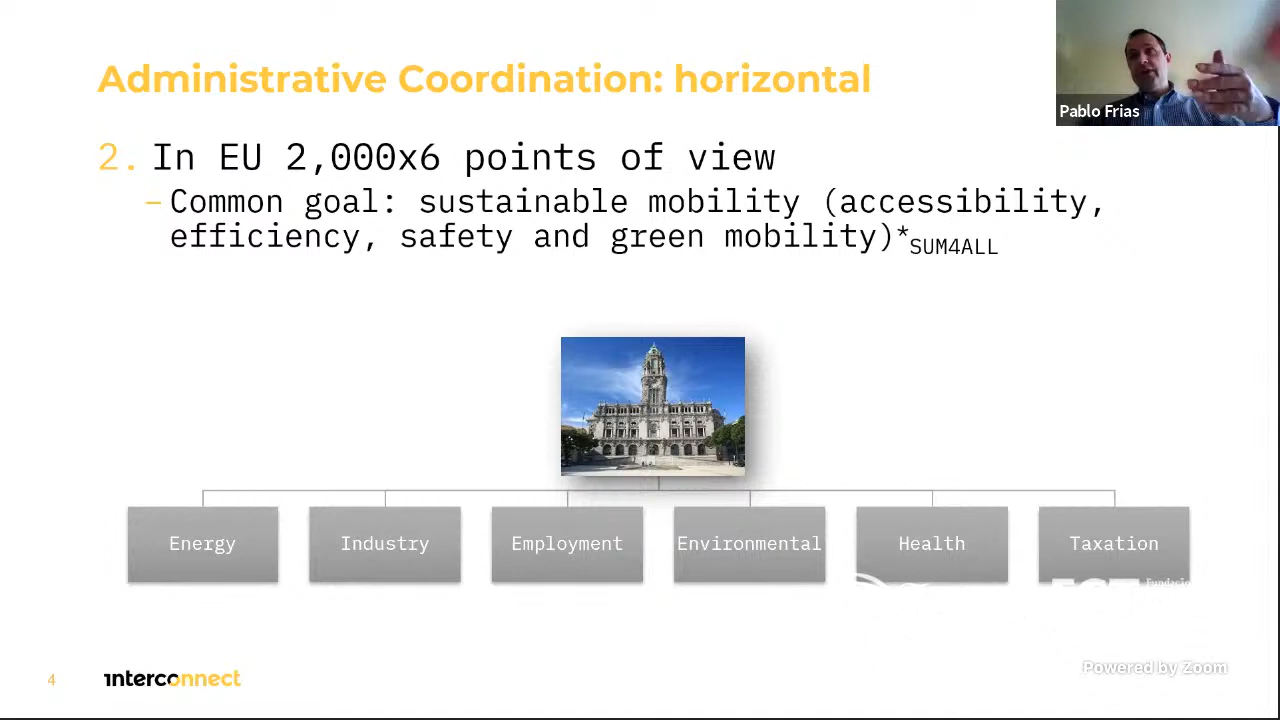 Administrative Coordination: horizontal
Pablo Frias
2. In EU 2,000x6 points of view
– Common goal: sustainable mobility (accessibility,
efficiency, safety and green mobility)*SUM4ALL
Energy
Industry
Employment
Environmental
Health
Taxation
4
interconnect
Powered by Zoom